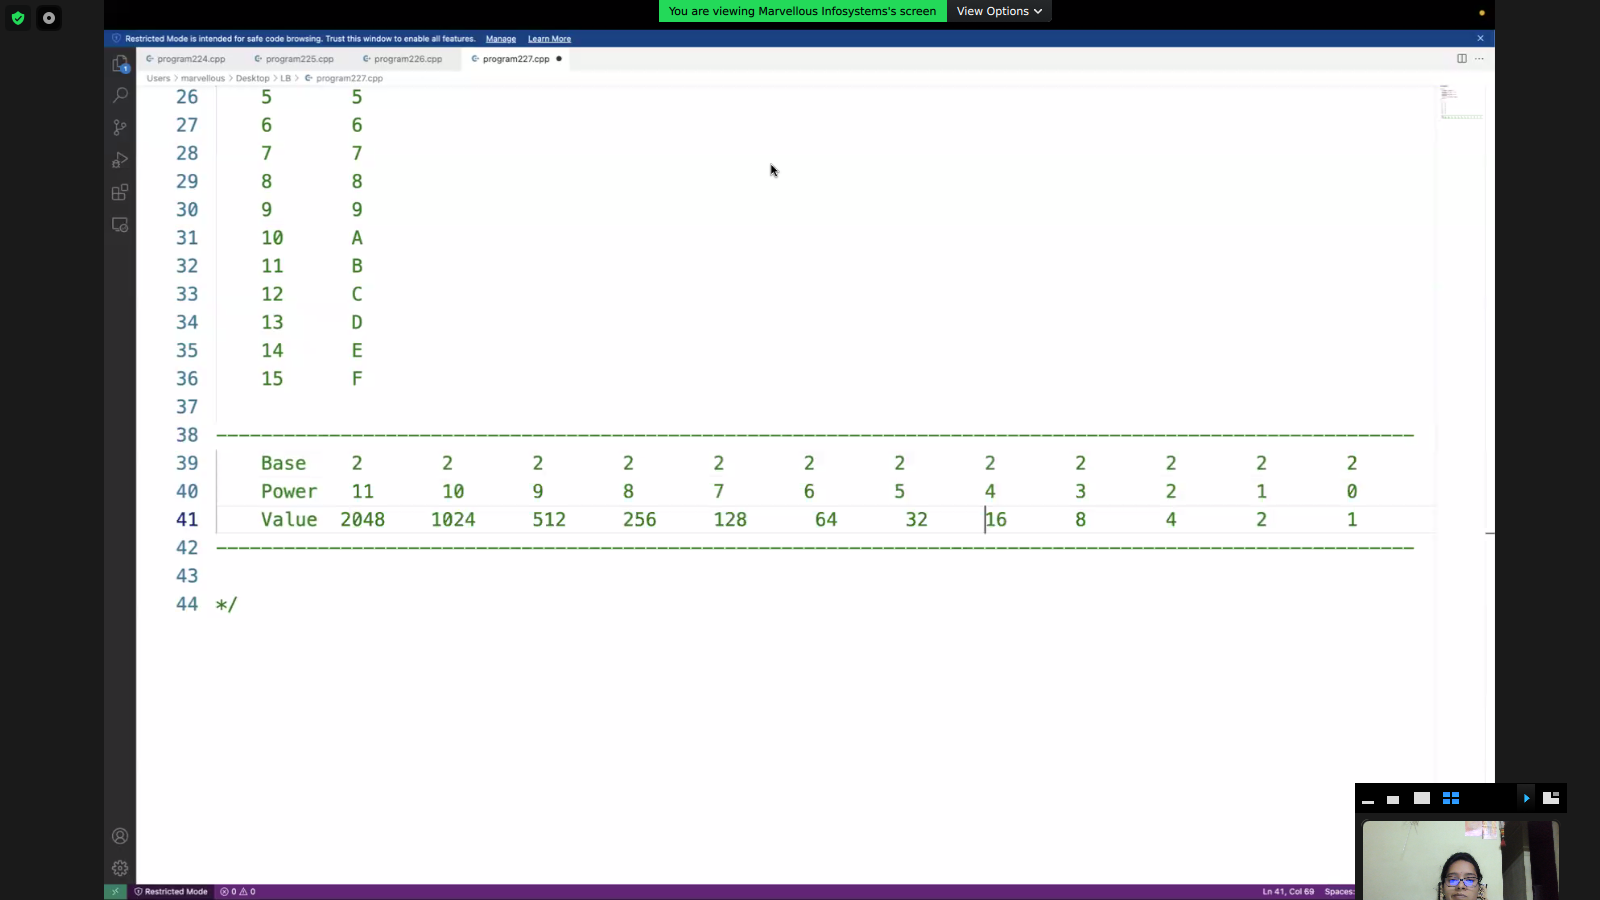 You are viewing Marvellous Infosystems's screen View Options
Restricted Mode is intended for safe code browsing. Trust this window to enable all features. Manage Learn More
program224.cpp program225.cpp program226.cpp program227.cpp
Users > marvellous > Desktop > LB > program227.cpp
26 5 5
27 6 6
28 7 7
29 8 8
30 9 9
31 10 A
32 11 B
33 12 C
34 13 D
35 14 E
36 15 F
37
38 ----------------------------------------------------------------------------------------------------------
39 Base 2 2 2 2 2 2 2 2 2 2 2 2
40 Power 11 10 9 8 7 6 5 4 3 2 1 0
41 Value 2048 1024 512 256 128 64 32 16 8 4 2 1
42 ----------------------------------------------------------------------------------------------------------
43
44 */
Restricted Mode 0 0 Ln 41, Col 69 Spaces: